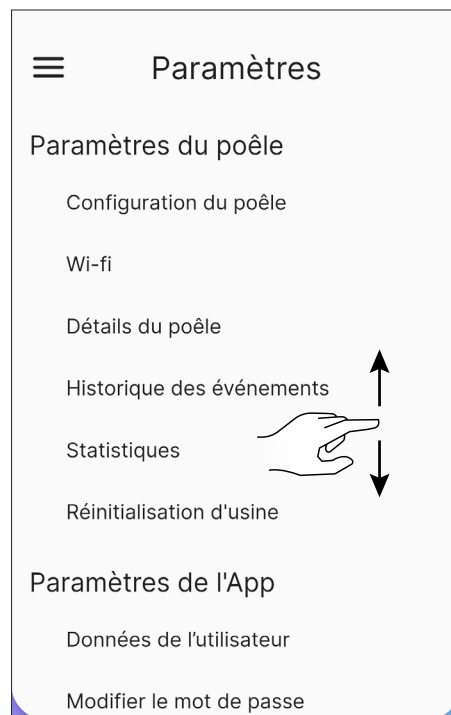 Paramètres
Paramètres du poêle
Configuration du poêle
Wi-fi
Détails du poêle
Historique des événements
Statistiques
Réinitialisation d'usine
Paramètres de l'App
Données de l’utilisateur
Modifier le mot de passe